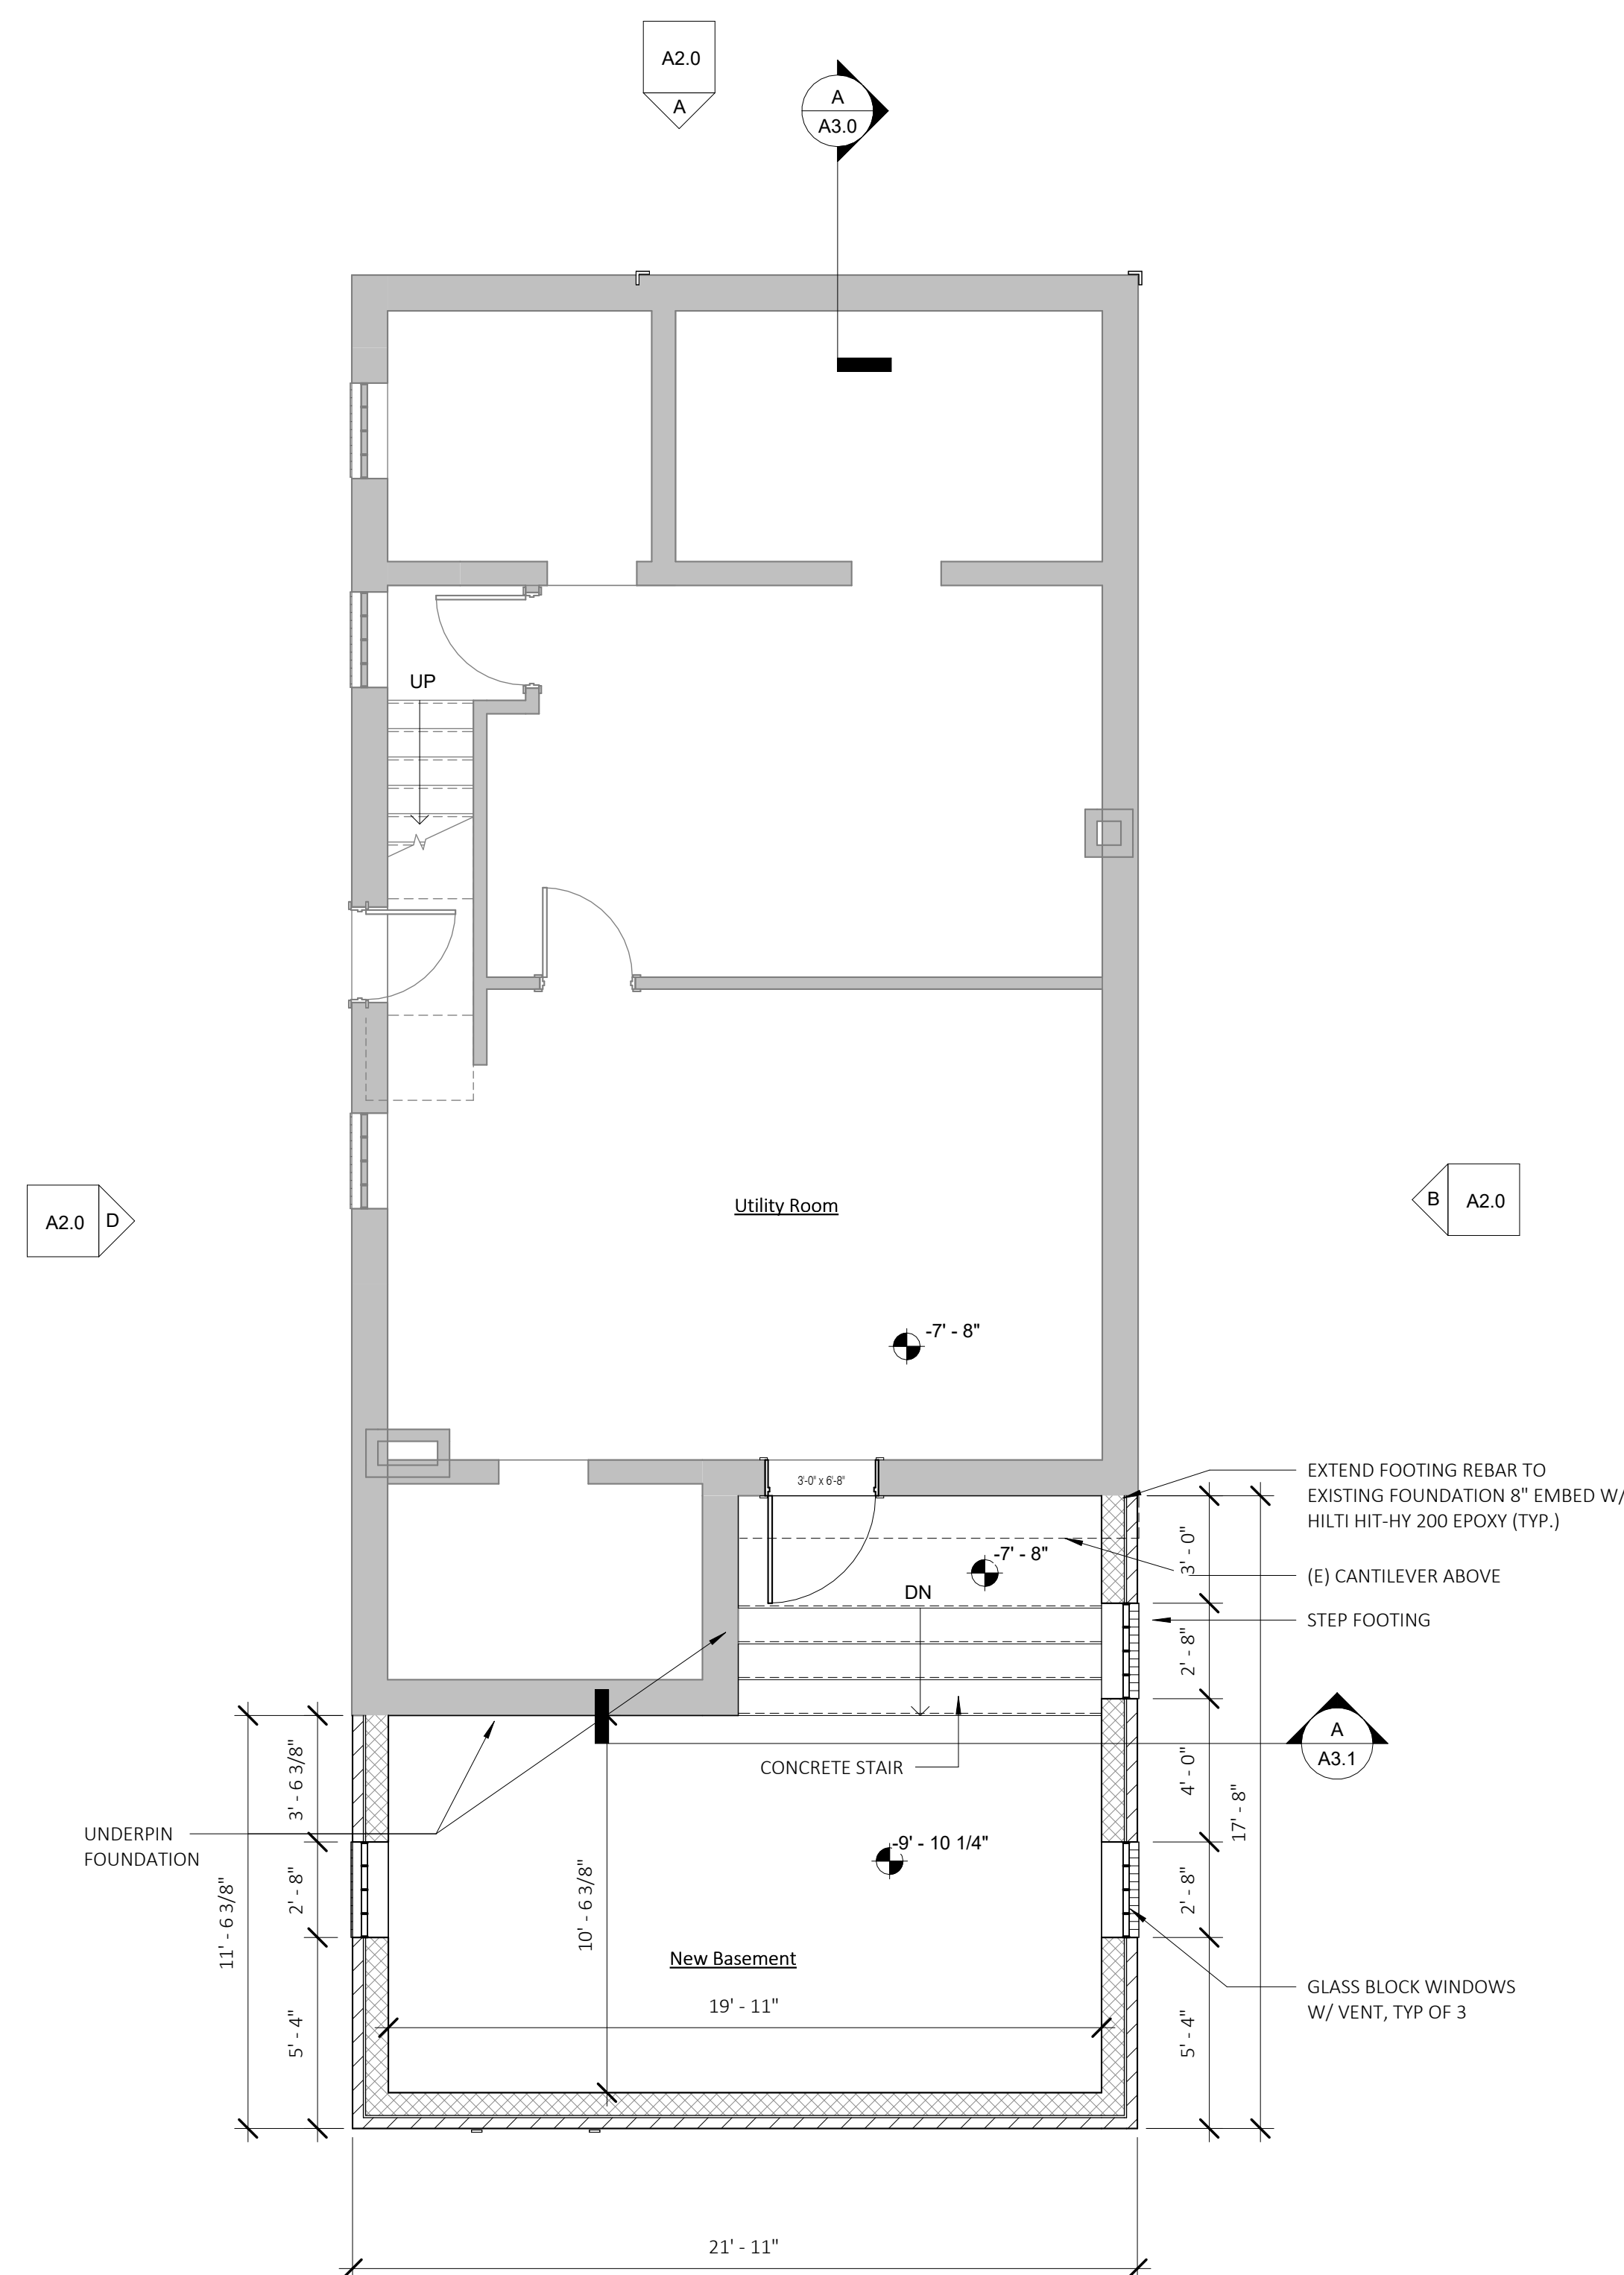 A2.0
A
A
A3.0
UP
Utility Room
A2.0
D
B
A2.0
-7' - 8"
3'-0" x 6'-8"
EXTEND FOOTING REBAR TO
EXISTING FOUNDATION 8" EMBED W/
HILTI HIT-HY 200 EPOXY (TYP.)
3' - 0"
-7' - 8"
(E) CANTILEVER ABOVE
DN
STEP FOOTING
2' - 8"
A
A3.1
CONCRETE STAIR
3' - 6 3/8"
4' - 0"
17' - 8"
UNDERPIN
FOUNDATION
-9' - 10 1/4"
11' - 6 3/8"
2' - 8"
10' - 6 3/8"
2' - 8"
New Basement
GLASS BLOCK WINDOWS
W/ VENT, TYP OF 3
19' - 11"
5' - 4"
5' - 4"
21' - 11"